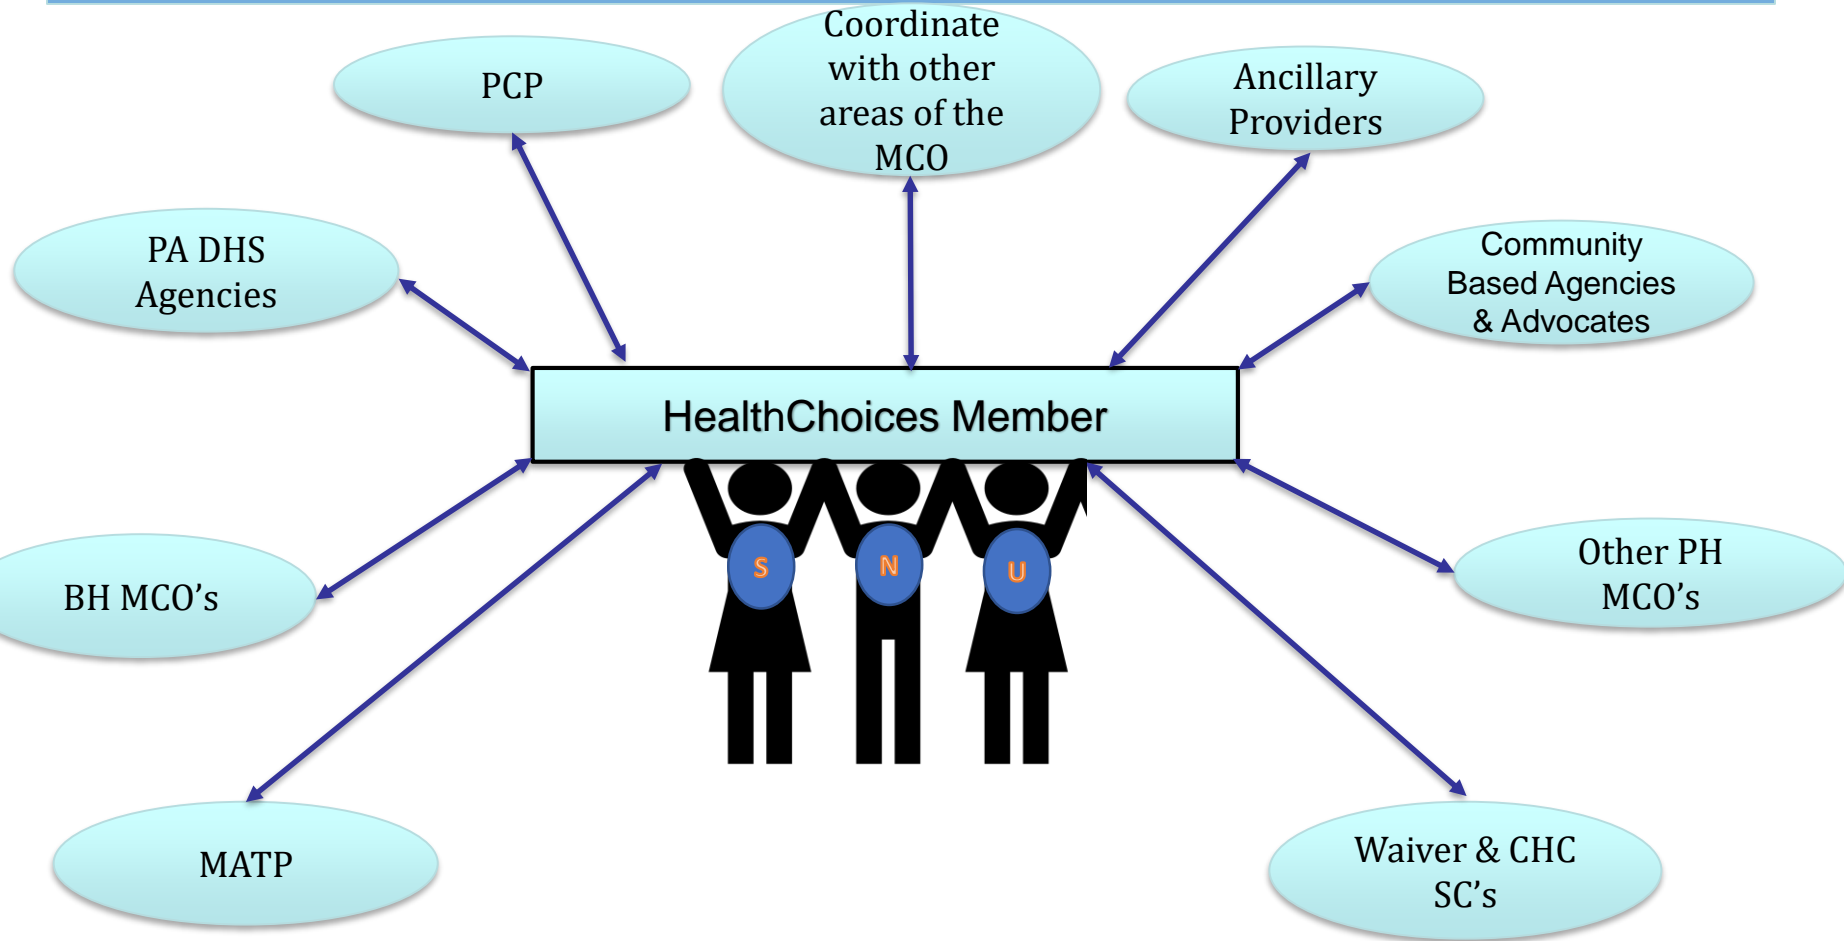 Coordinate
with other
areas of the
MCO
PCP
Ancillary
Providers
PA DHS
Agencies
Community
Based Agencies
& Advocates
HealthChoices Member
S
N
U
BH MCO’s
Other PH
MCO’s
MATP
Waiver & CHC
SC’s